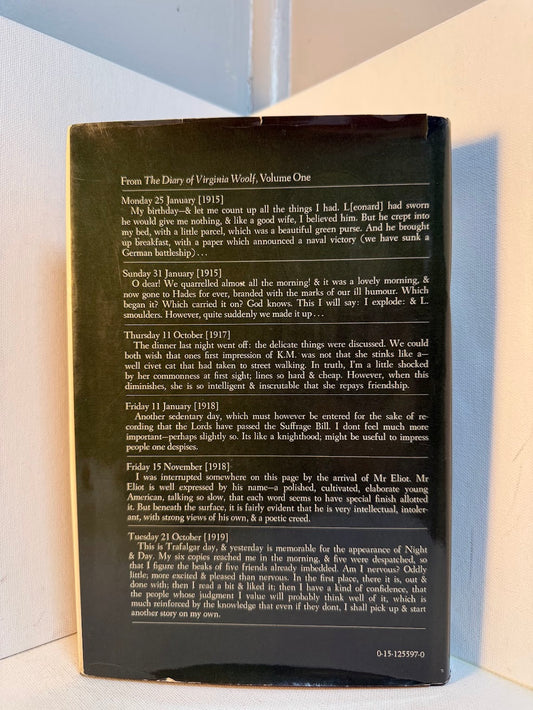 From The Diary of Virginia Woolf, Volume One
Monday 25 January [1915]
My birthday—& let me count up all the things I had. L[eonard] had sworn
he would give me nothing, & like a good wife, I believed him. But he crept into
my bed, with a little parcel, which was a beautiful green purse. And he brought
up breakfast, with a paper which announced a naval victory (we have sunk a
German battleship) . . .
Sunday 31 January [1915]
O dear! We quarrelled almost all the morning! & it was a lovely morning, &
now gone to Hades for ever, branded with the marks of our ill humour. Which
began it? Which carried it on? God knows. This I will say: I explode: & L.
smoulders. However, quite suddenly we made it up . . .
Thursday 11 October [1917]
The dinner last night went off: the delicate things were discussed. We could
both wish that ones first impression of K.M. was not that she stinks like a—
well civet cat that had taken to street walking. In truth, I'm a little shocked
by her commonness at first sight; lines so hard & cheap. However, when this
diminishes, she is so intelligent & inscrutable that she repays friendship.
Friday 11 January [1918]
Another sedentary day, which must however be entered for the sake of re-
cording that the Lords have passed the Suffrage Bill. I dont feel much more
important—perhaps slightly so. Its like a knighthood; might be useful to impress
people one despises.
Friday 15 November [1918]
I was interrupted somewhere on this page by the arrival of Mr Eliot. Mr
Eliot is well expressed by his name—a polished, cultivated, elaborate young
American, talking so slow, that each word seems to have special finish allotted
it. But beneath the surface, it is fairly evident that he is very intellectual, intoler-
ant, with strong views of his own, & a poetic creed.
Tuesday 21 October [1919]
This is Trafalgar day, & yesterday is memorable for the appearance of Night
& Day. My six copies reached me in the morning, & five were despatched, so
that I figure the beaks of five friends already imbedded. Am I nervous? Oddly
little; more excited & pleased than nervous. In the first place, there it is, out &
done with; then I read a bit & liked it; then I have a kind of confidence, that
the people whose judgment I value will probably think well of it, which is
much reinforced by the knowledge that even if they dont, I shall pick up & start
another story on my own.
0-15-125597-0